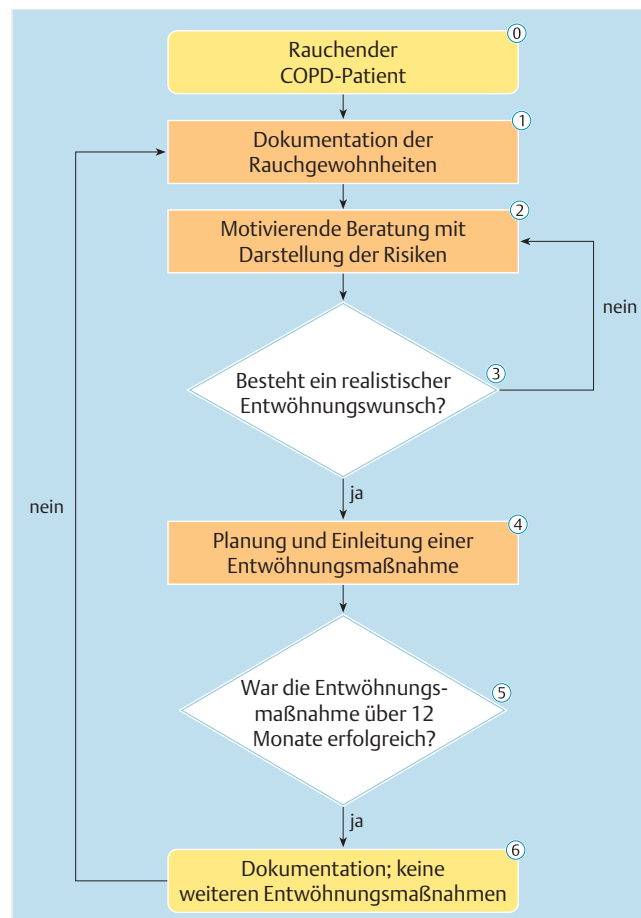 0
Rauchender
COPD-Patient
1
Dokumentation der
Rauchgewohnheiten
2
Motivierende Beratung mit
Darstellung der Risiken
nein
3
Besteht ein realistischer
Entwöhnungswunsch?
ja
nein
4
Planung und Einleitung einer
Entwöhnungsmaßnahme
5
War die Entwöhnungs-
maßnahme über 12
Monate erfolgreich?
ja
6
Dokumentation; keine
weiteren Entwöhnungsmaßnahmen